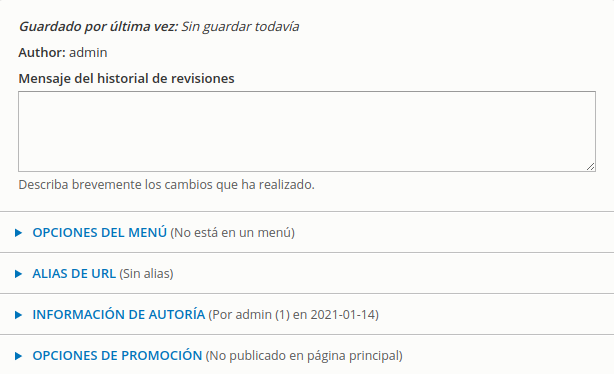 Guardado por última vez: Sin guardar todavía
Author: admin
Mensaje del historial de revisiones
Describa brevemente los cambios que ha realizado.
OPCIONES DEL MENÚ (No está en un menú)
ALIAS DE URL (Sin alias)
INFORMACIÓN DE AUTORÍA (Por admin (1) en 2021-01-14)
OPCIONES DE PROMOCIÓN (No publicado en página principal)